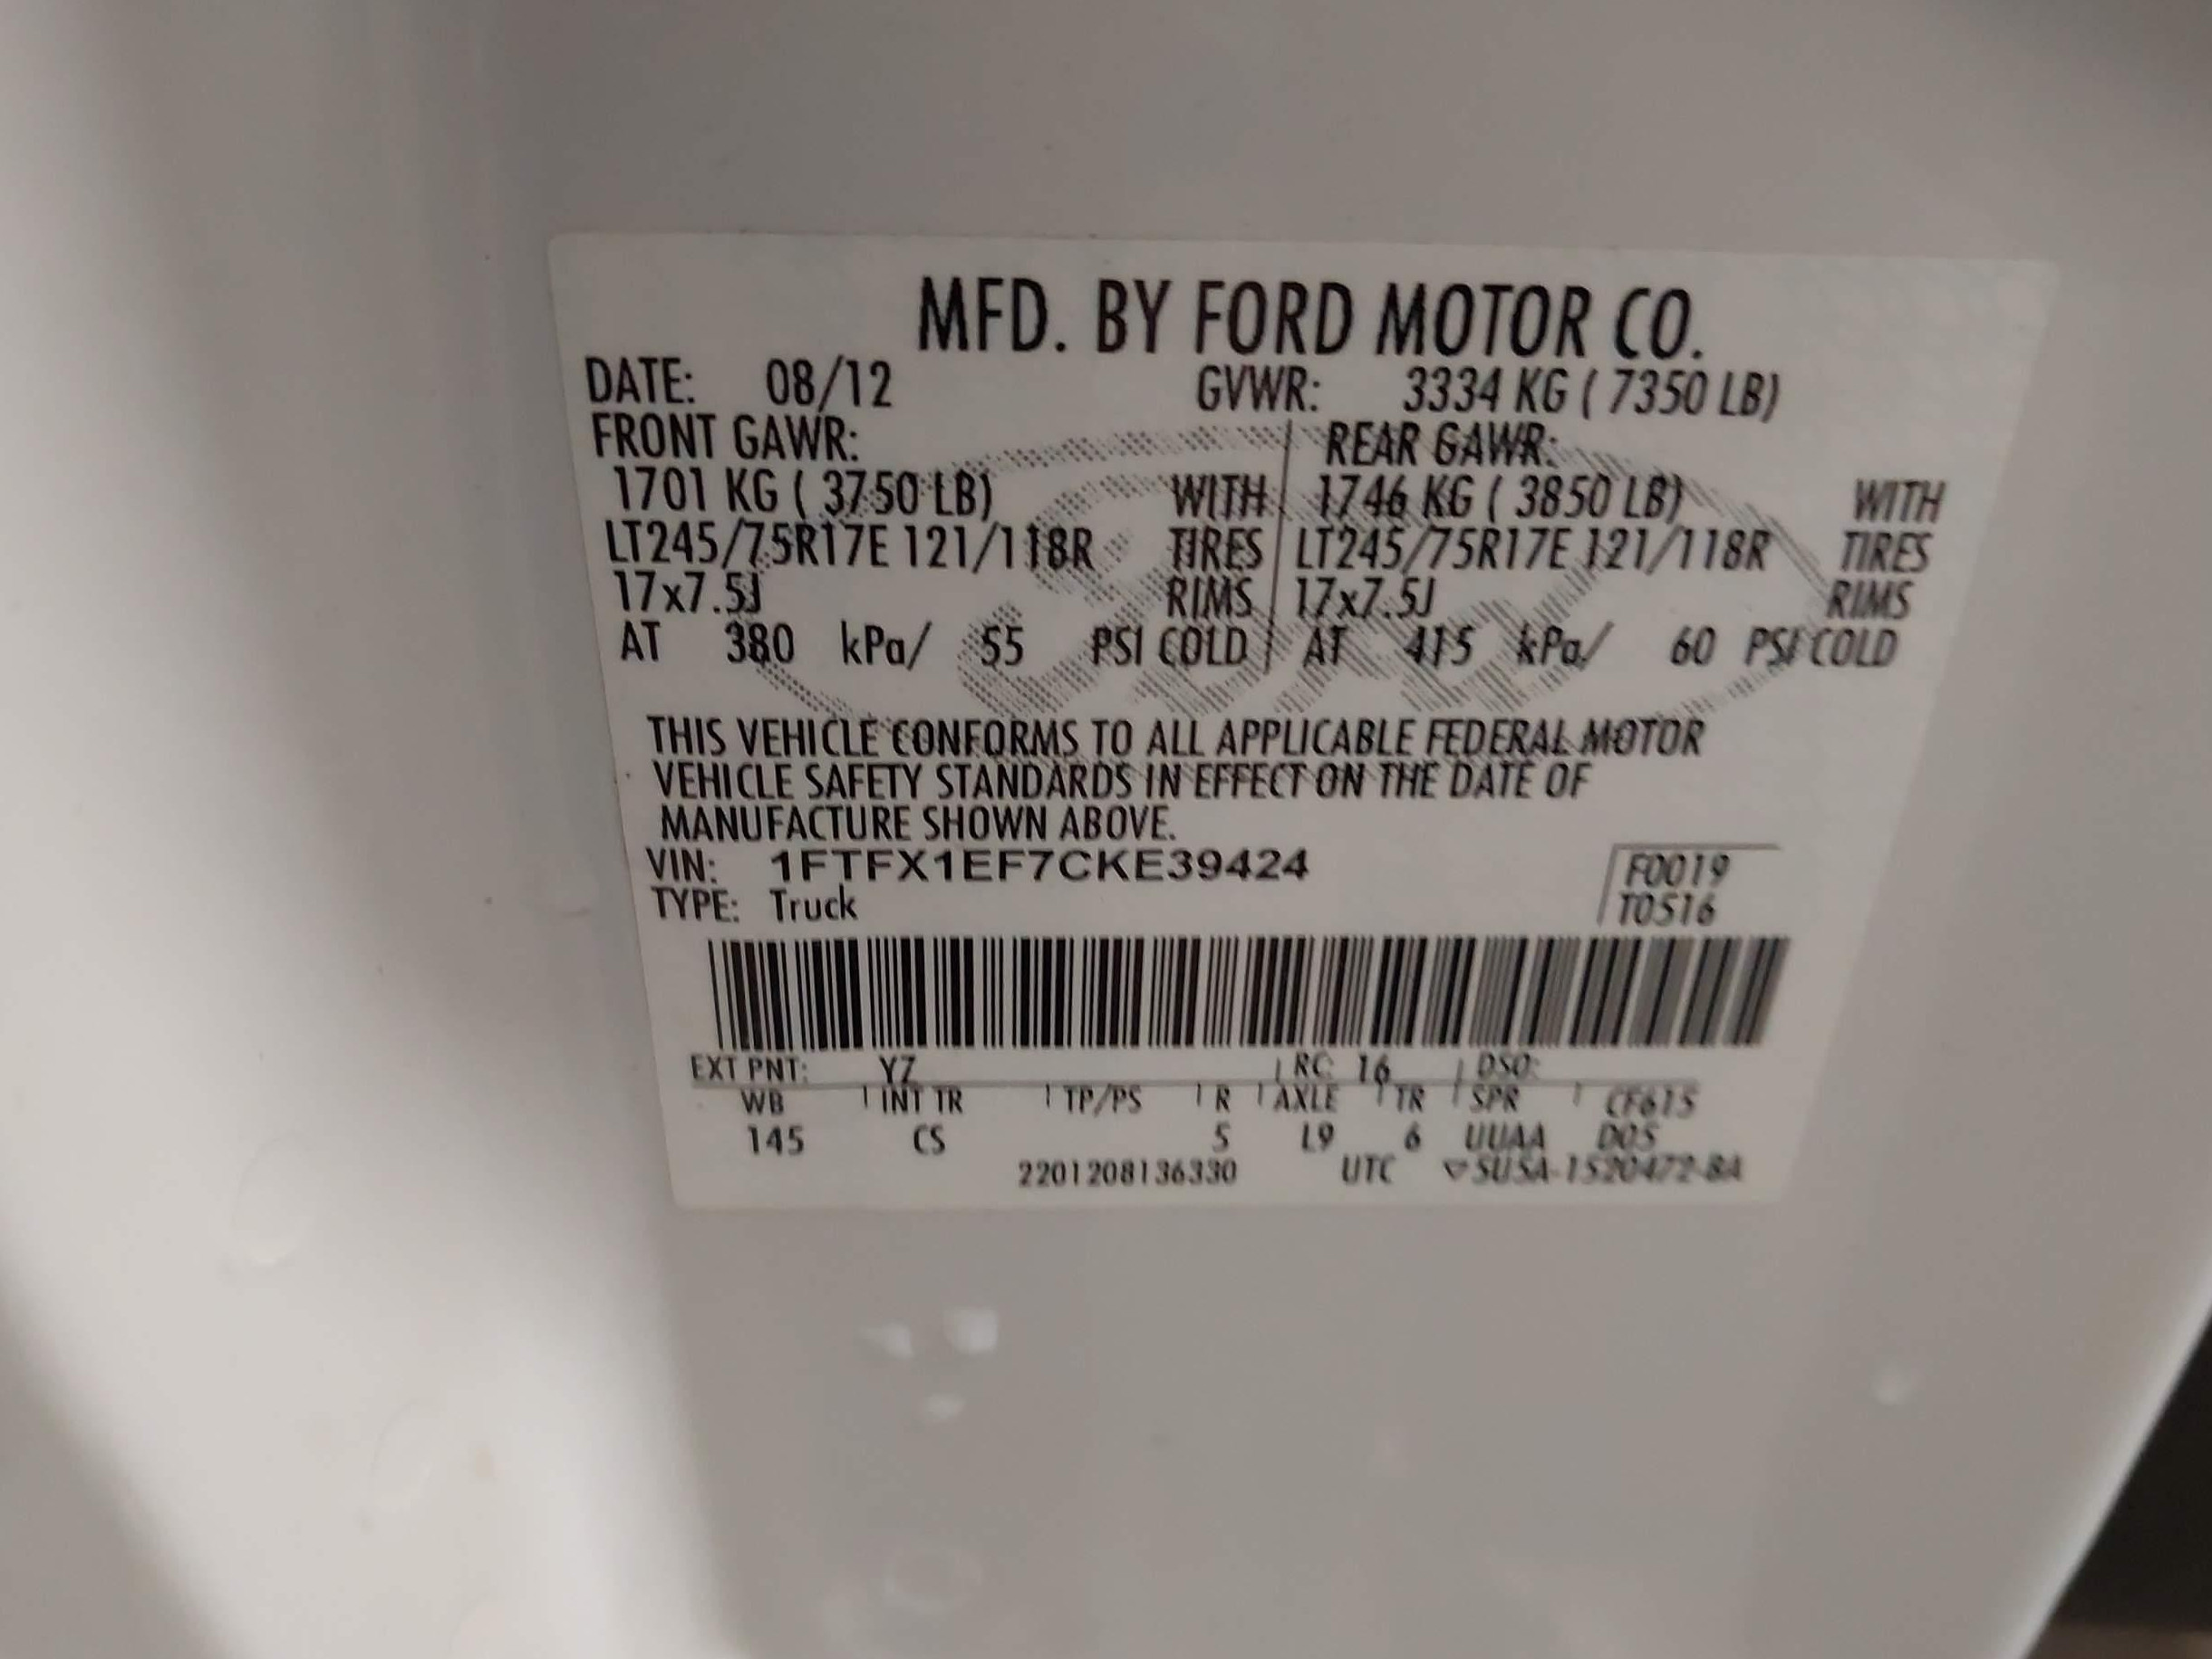 MFD. BY FORD MOTOR CO.
DATE: 08/12 GVWR: 3334 KG ( 7350 LB)
FRONT GAWR: REAR GAWR:
1701 KG ( 3750 LB) WITH 1746 KG ( 3850 LB) WITH
LT245/75R17E 121/118R TIRES LT245/75R17E 121/118R TIRES
17x7.5J RIMS 17x7.5J RIMS
AT 380 kPa/ 55 PSI COLD AT 415 kPa/ 60 PSI COLD
THIS VEHICLE CONFORMS TO ALL APPLICABLE FEDERAL MOTOR
VEHICLE SAFETY STANDARDS IN EFFECT ON THE DATE OF
MANUFACTURE SHOWN ABOVE.
VIN: 1FTFX1EF7CKE39424 F0019
TYPE: Truck T0516
EXT PNT: YZ RC: 16 DSO:
WB INT TR TP/PS R AXLE TR SPR CF615
145 CS 5 L9 6 UUAA D05
2201208136330 UTC ▽5U5A-1520472-BA